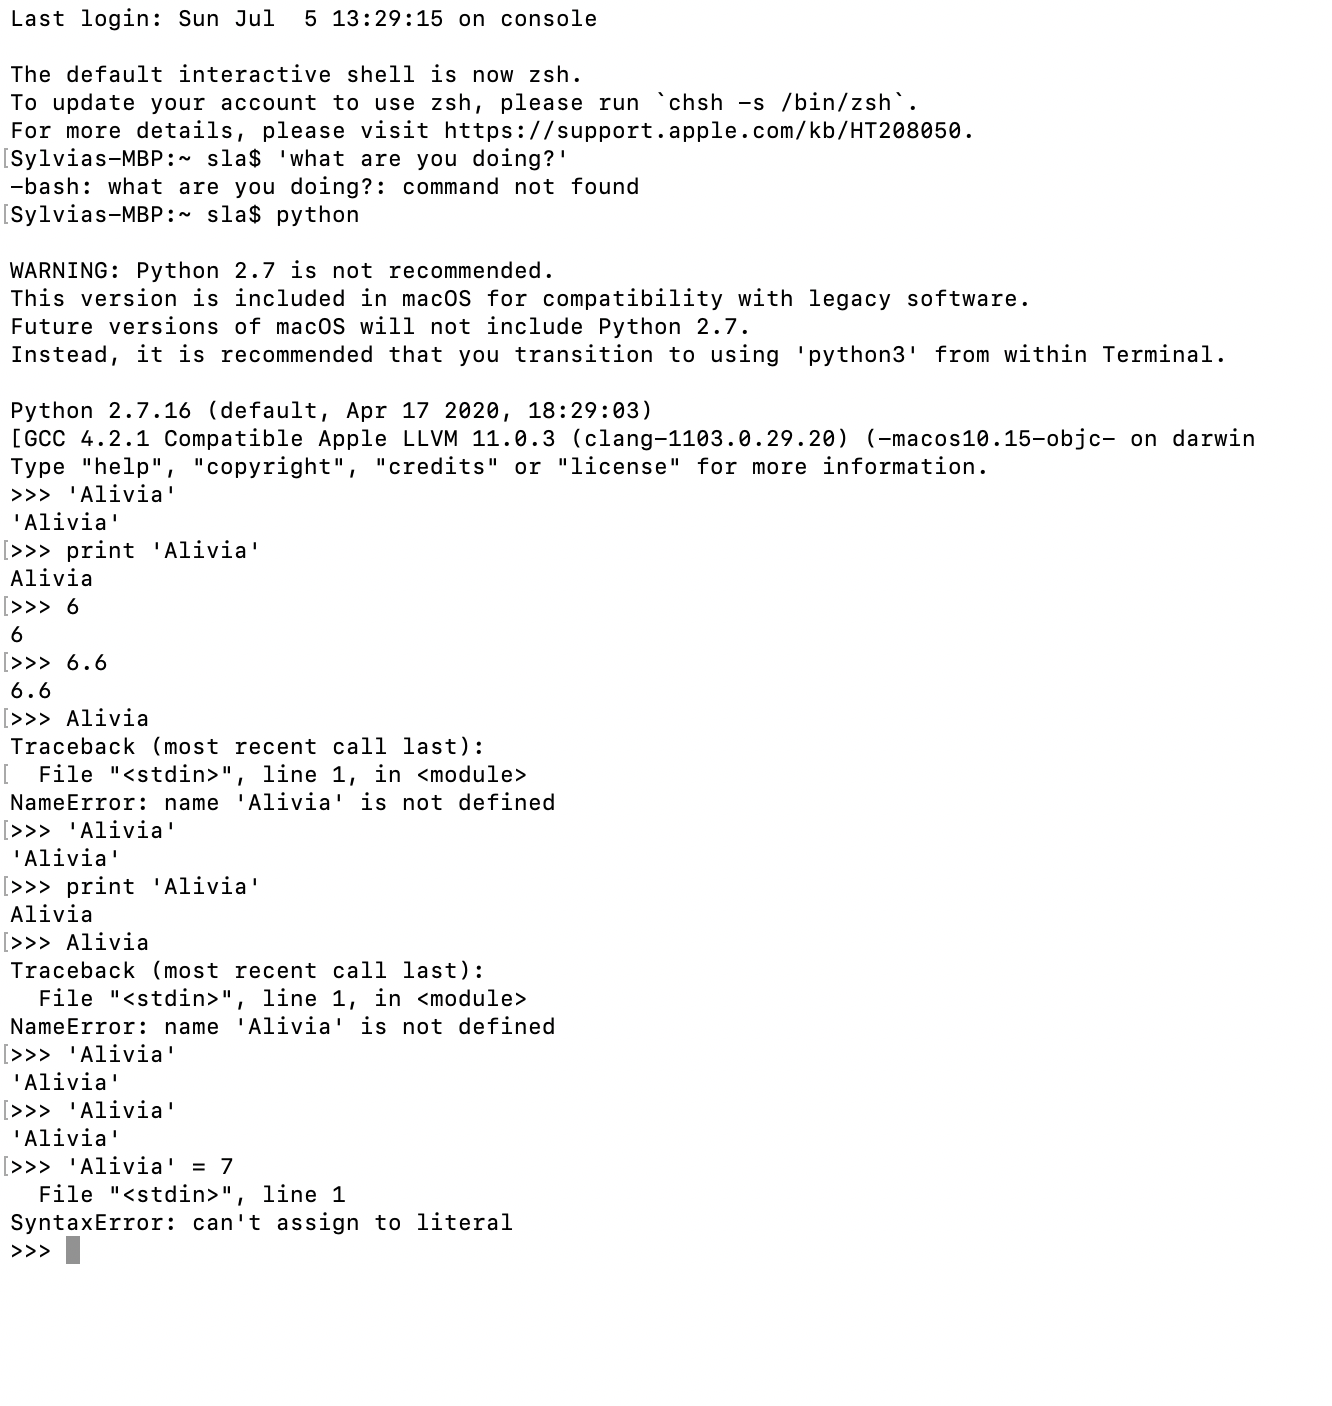 Last login: Sun Jul  5 13:29:15 on console

The default interactive shell is now zsh.
To update your account to use zsh, please run `chsh -s /bin/zsh`.
For more details, please visit https://support.apple.com/kb/HT208050.
[Sylvias-MBP:~ sla$ 'what are you doing?'
-bash: what are you doing?: command not found
[Sylvias-MBP:~ sla$ python

WARNING: Python 2.7 is not recommended.
This version is included in macOS for compatibility with legacy software.
Future versions of macOS will not include Python 2.7.
Instead, it is recommended that you transition to using 'python3' from within Terminal.

Python 2.7.16 (default, Apr 17 2020, 18:29:03)
[GCC 4.2.1 Compatible Apple LLVM 11.0.3 (clang-1103.0.29.20) (-macos10.15-objc- on darwin
Type "help", "copyright", "credits" or "license" for more information.
>>> 'Alivia'
'Alivia'
[>>> print 'Alivia'
Alivia
[>>> 6
6
[>>> 6.6
6.6
[>>> Alivia
Traceback (most recent call last):
[  File "<stdin>", line 1, in <module>
NameError: name 'Alivia' is not defined
[>>> 'Alivia'
'Alivia'
[>>> print 'Alivia'
Alivia
[>>> Alivia
Traceback (most recent call last):
  File "<stdin>", line 1, in <module>
NameError: name 'Alivia' is not defined
[>>> 'Alivia'
'Alivia'
[>>> 'Alivia'
'Alivia'
[>>> 'Alivia' = 7
  File "<stdin>", line 1
SyntaxError: can't assign to literal
>>>